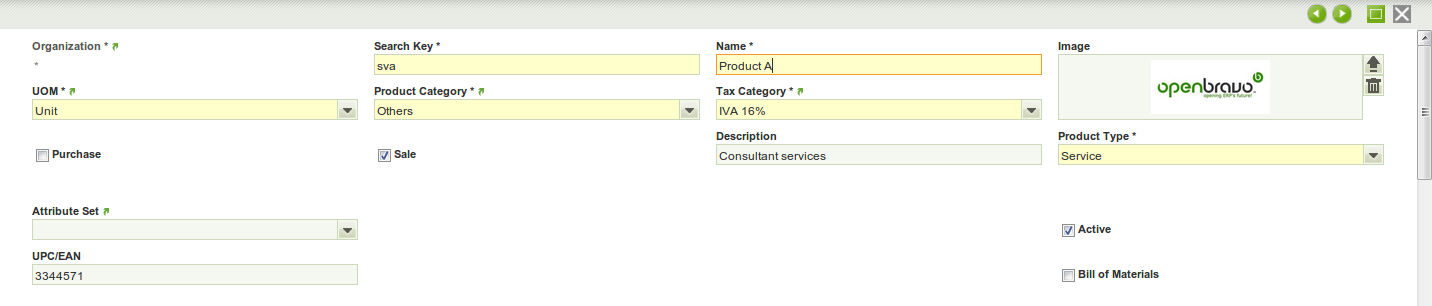 Organization *
Search Key *
Name *
Image
*
sva
Product A
openbravo
opening ERP's future!
UOM *
Product Category *
Tax Category *
Unit
Others
IVA 16%
Description
Product Type *
Purchase
Sale
Consultant services
Service
Attribute Set
Active
UPC/EAN
3344571
Bill of Materials